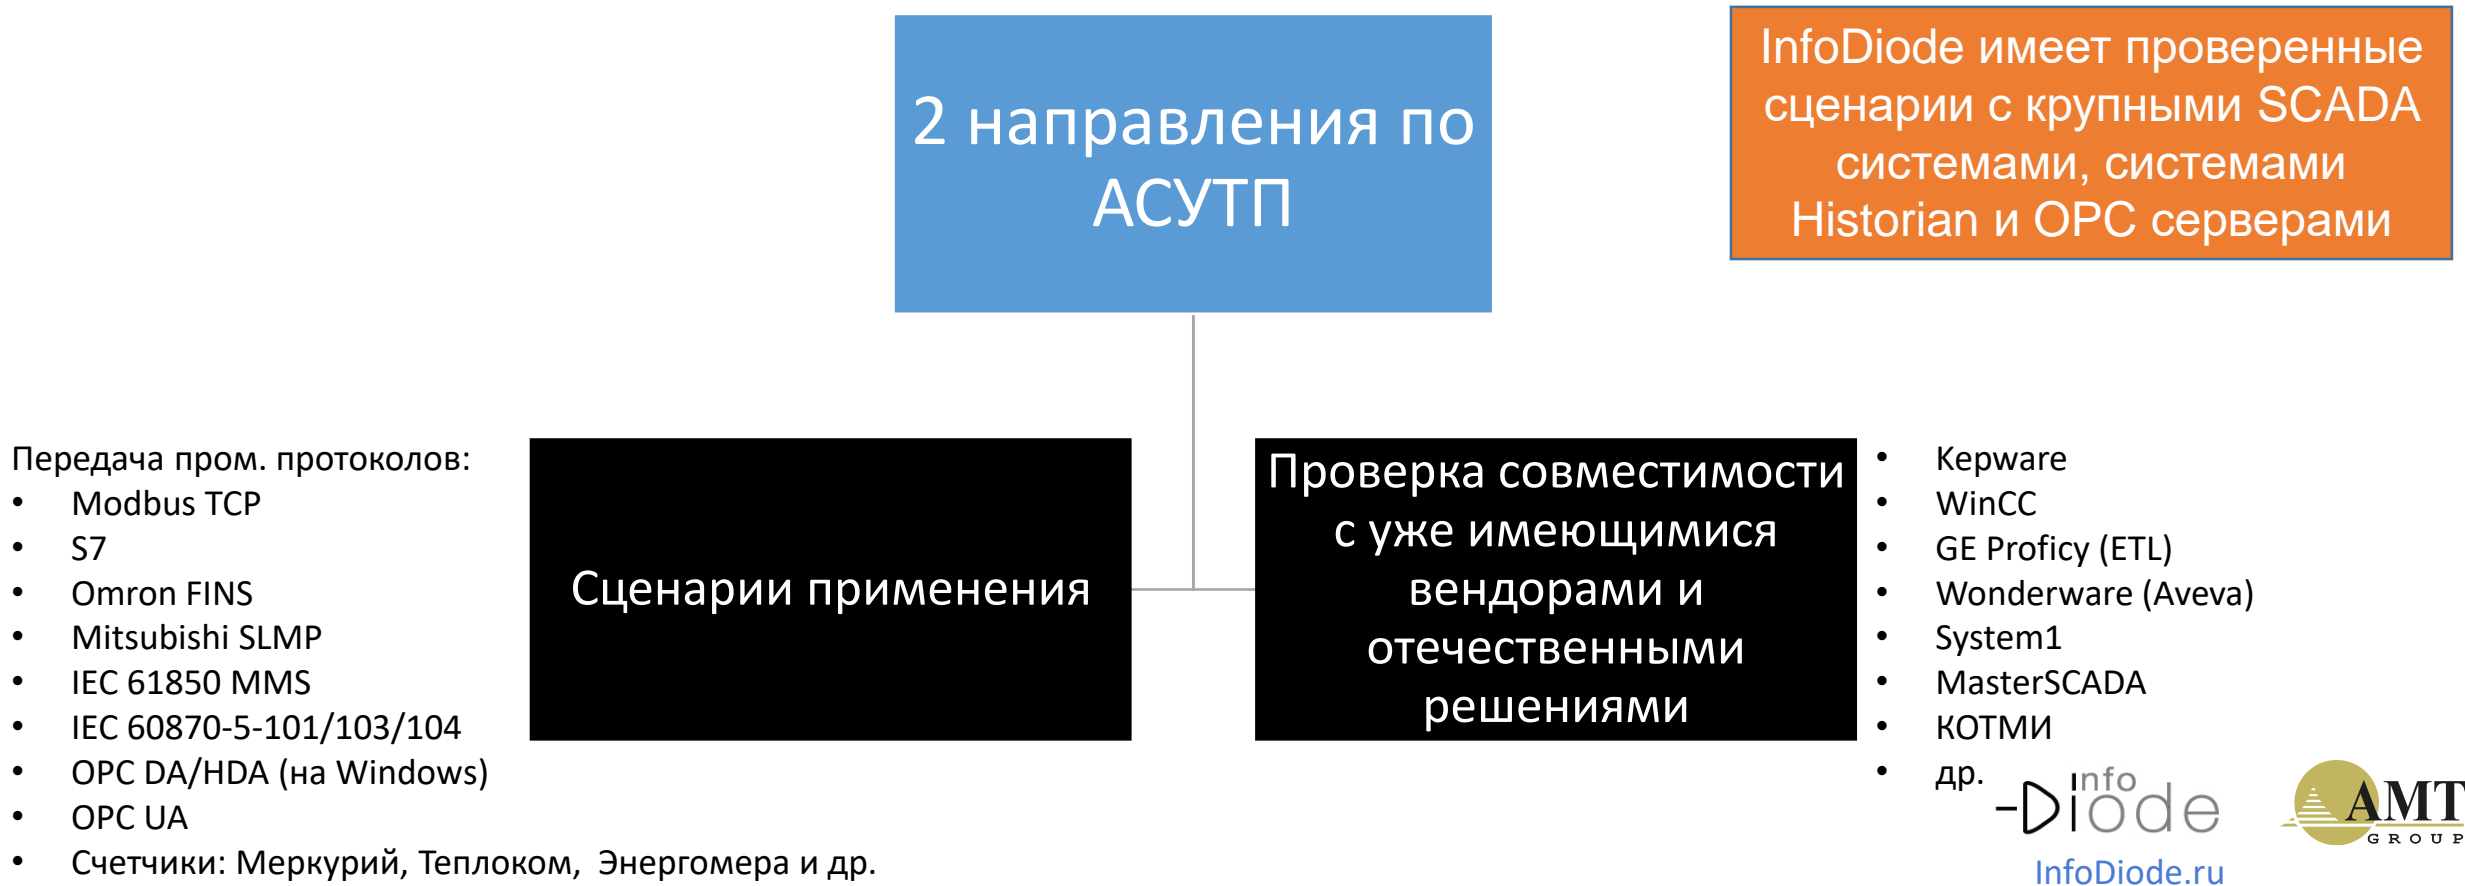 2 направления по
АСУТП
InfoDiode имеет проверенные
сценарии с крупными SCADA
системами, системами
Historian и OPC серверами
Передача пром. протоколов:
• Modbus TCP
• S7
• Omron FINS
• Mitsubishi SLMP
• IEC 61850 MMS
• IEC 60870-5-101/103/104
• OPC DA/HDA (на Windows)
• OPC UA
• Счетчики: Меркурий, Теплоком, Энергомера и др.
Сценарии применения
Проверка совместимости
с уже имеющимися
вендорами и
отечественными
решениями
• Kepware
• WinCC
• GE Proficy (ETL)
• Wonderware (Aveva)
• System1
• MasterSCADA
• КОТМИ
• др.
info
Diode
InfoDiode.ru
AMT
GROUP